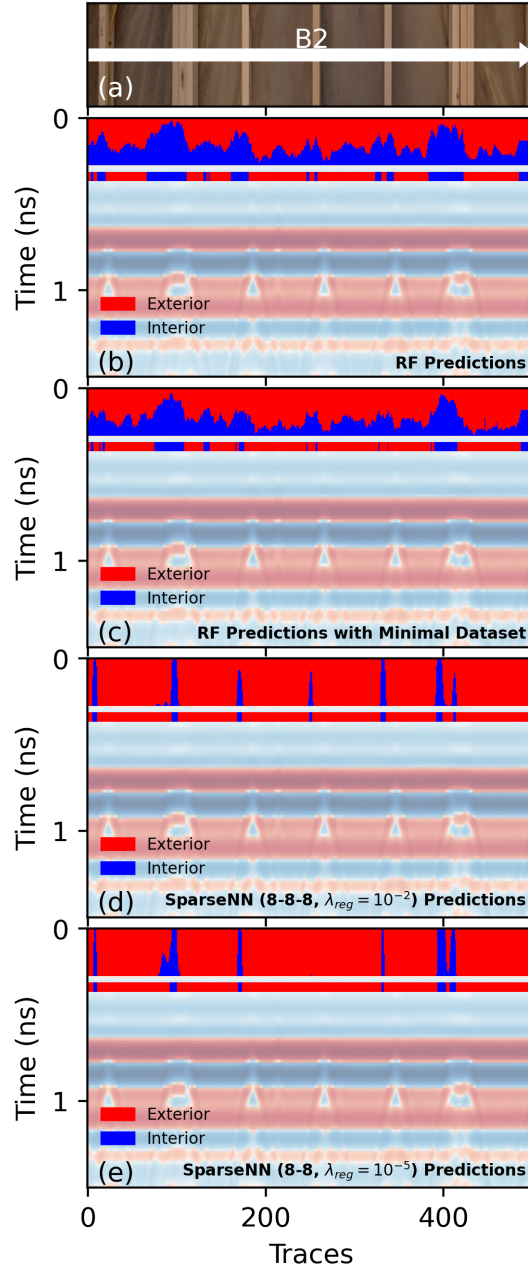 B2
(a)
0
1
Time (ns)
Exterior
Interior
(b)
RF Predictions
0
1
Time (ns)
Exterior
Interior
(c)
RF Predictions with Minimal Dataset
0
1
Time (ns)
Exterior
Interior
(d)
SparseNN (8-8-8, λ_reg = 10⁻²) Predictions
0
1
Time (ns)
Exterior
Interior
(e)
SparseNN (8-8, λ_reg = 10⁻⁵) Predictions
0 200 400
Traces